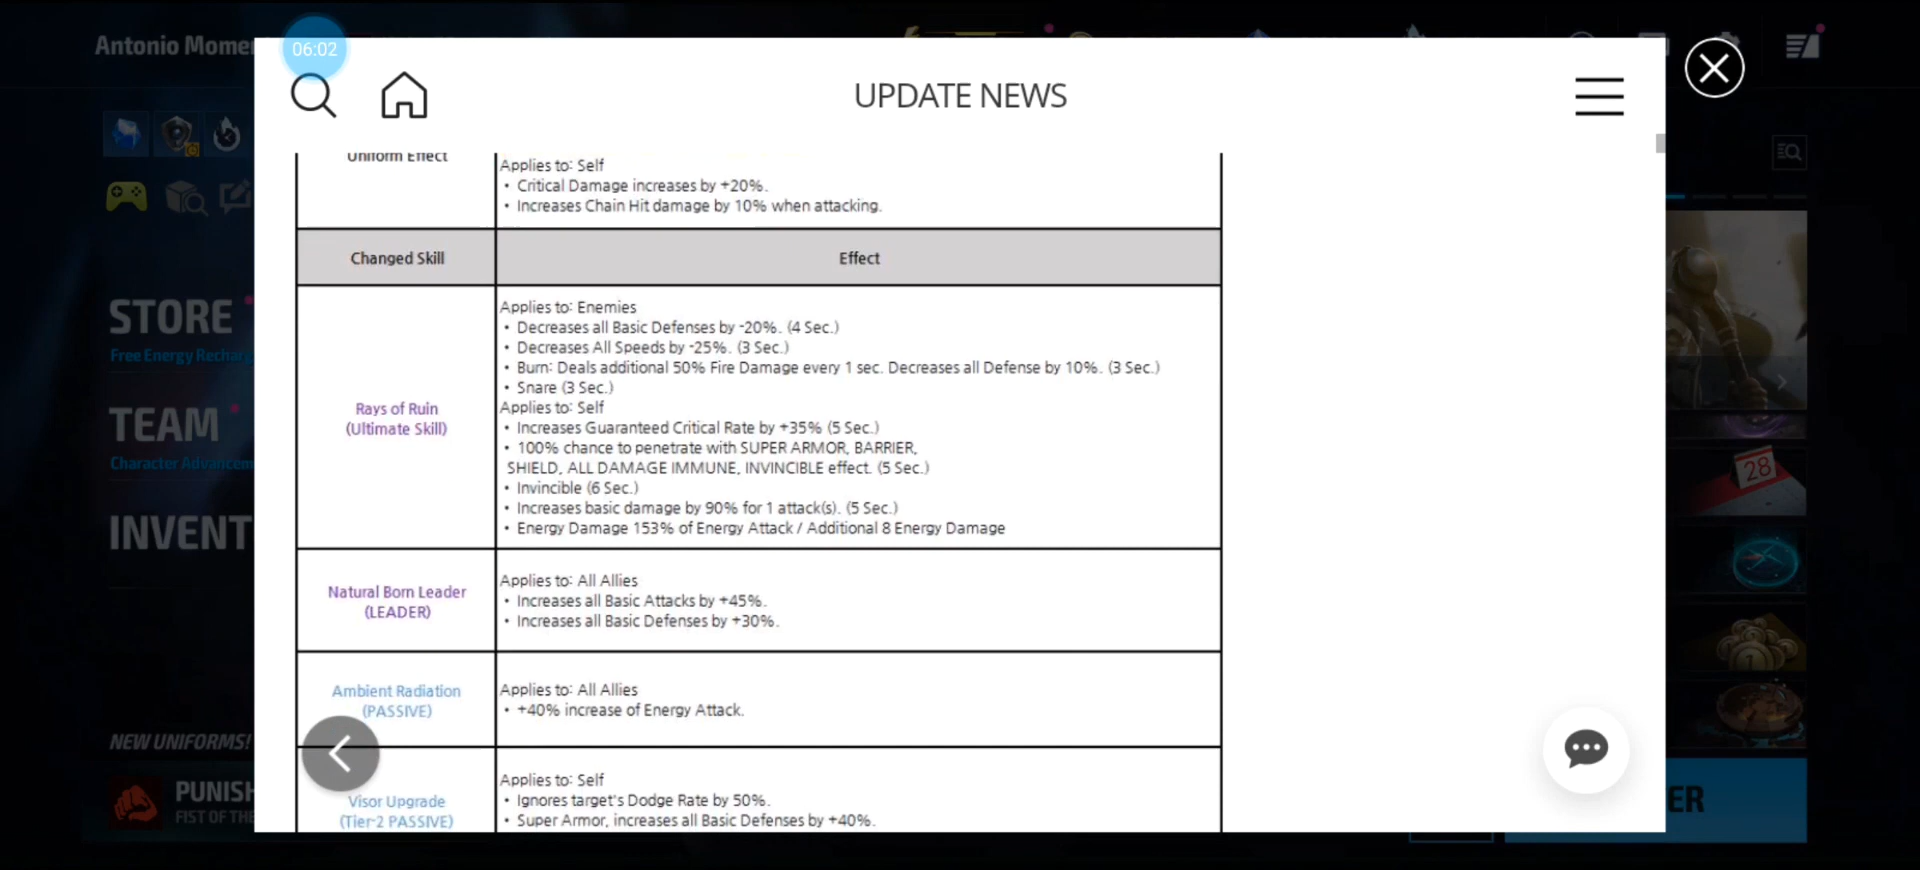 Antonio
06:02
UPDATE NEWS
Uniform Effect
Applies to: Self
• Critical Damage increases by +20%.
• Increases Chain Hit damage by 10% when attacking.
Changed Skill
Effect
Rays of Ruin
(Ultimate Skill)
Applies to: Enemies
• Decreases all Basic Defenses by -20%. (4 Sec.)
• Decreases All Speeds by -25%. (3 Sec.)
• Burn: Deals additional 50% Fire Damage every 1 sec. Decreases all Defense by 10%. (3 Sec.)
• Snare (3 Sec.)
Applies to: Self
• Increases Guaranteed Critical Rate by +35% (5 Sec.)
• 100% chance to penetrate with SUPER ARMOR, BARRIER,
SHIELD, ALL DAMAGE IMMUNE, INVINCIBLE effect. (5 Sec.)
• Invincible (6 Sec.)
• Increases basic damage by 90% for 1 attack(s). (5 Sec.)
• Energy Damage 153% of Energy Attack / Additional 8 Energy Damage
Natural Born Leader
(LEADER)
Applies to: All Allies
• Increases all Basic Attacks by +45%.
• Increases all Basic Defenses by +30%.
Ambient Radiation
(PASSIVE)
Applies to: All Allies
• +40% increase of Energy Attack.
Visor Upgrade
(Tier-2 PASSIVE)
Applies to: Self
• Ignores target's Dodge Rate by 50%.
• Super Armor, increases all Basic Defenses by +40%.
STORE
Free Energy Recharg
TEAM
Character Advancem
INVENT
NEW UNIFORMS!
PUNISH
FIST OF THE
28
ER